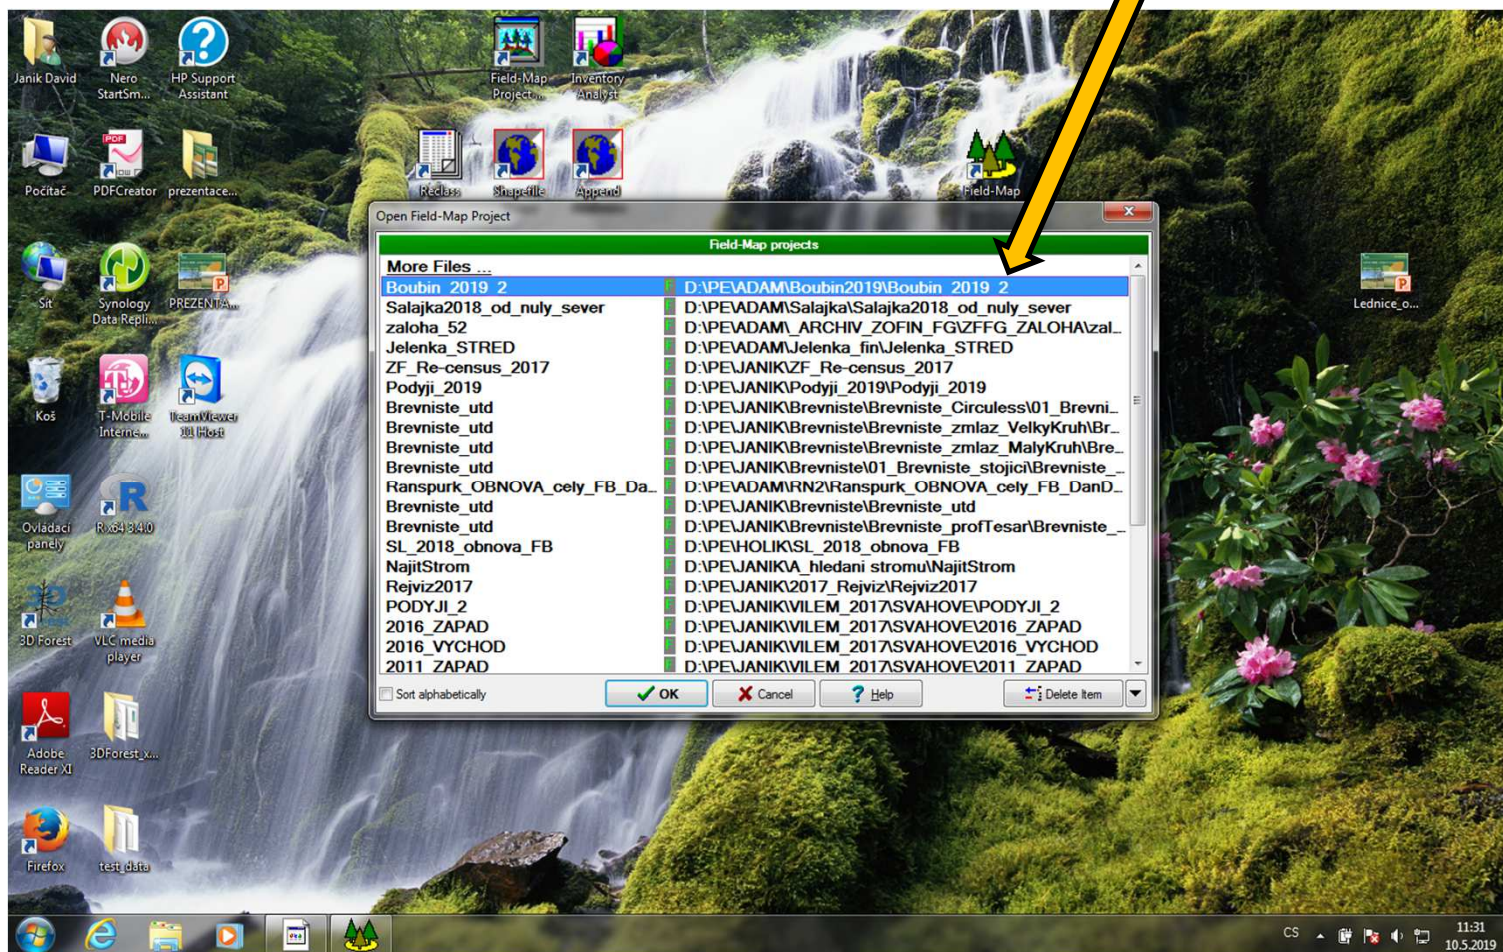 Janik David
Nero StartSm...
HP Support Assistant
Field-Map Project ...
Inventory Analyst
Počítač
PDF
PDFCreator
prezentace...
Reclass
Shapefile
Append
Field-Map
Síť
Synology Data Repli...
PREZENTA...
Lednice_o...
Koš
T-Mobile Interne...
TeamViewer 11 Host
Ovládací panely
R x64 3.4.0
3D Forest
VLC media player
Adobe Reader XI
3DForest_x...
Firefox
test_data
Open Field-Map Project
Field-Map projects
More Files ...
Boubin_2019_2 F D:\PE\ADAM\Boubin2019\Boubin_2019_2
Salajka2018_od_nuly_sever F D:\PE\ADAM\Salajka\Salajka2018_od_nuly_sever
zaloha_52 F D:\PE\ADAM\_ARCHIV_ZOFIN_FG\ZFFG_ZALOHA\zal...
Jelenka_STRED F D:\PE\ADAM\Jelenka_fin\Jelenka_STRED
ZF_Re-census_2017 F D:\PE\JANIK\ZF_Re-census_2017
Podyji_2019 F D:\PE\JANIK\Podyji_2019\Podyji_2019
Brevniste_utd F D:\PE\JANIK\Brevniste\Brevniste_Circuless\01_Brevni...
Brevniste_utd F D:\PE\JANIK\Brevniste\Brevniste_zmlaz_VelkyKruh\Br...
Brevniste_utd F D:\PE\JANIK\Brevniste\Brevniste_zmlaz_MalyKruh\Bre...
Brevniste_utd F D:\PE\JANIK\Brevniste\01_Brevniste_stojici\Brevniste_...
Ranspurk_OBNOVA_cely_FB_Da... F D:\PE\ADAM\RN2\Ranspurk_OBNOVA_cely_FB_DanD...
Brevniste_utd F D:\PE\JANIK\Brevniste\Brevniste_utd
Brevniste_utd F D:\PE\JANIK\Brevniste\Brevniste_profTesar\Brevniste_...
SL_2018_obnova_FB F D:\PE\HOLIK\SL_2018_obnova_FB
NajitStrom F D:\PE\JANIK\A_hledani stromu\NajitStrom
Rejviz2017 F D:\PE\JANIK\2017_Rejviz\Rejviz2017
PODYJI_2 F D:\PE\JANIK\VILEM_2017\SVAHOVE\PODYJI_2
2016_ZAPAD F D:\PE\JANIK\VILEM_2017\SVAHOVE\2016_ZAPAD
2016_VYCHOD F D:\PE\JANIK\VILEM_2017\SVAHOVE\2016_VYCHOD
2011_ZAPAD F D:\PE\JANIK\VILEM_2017\SVAHOVE\2011_ZAPAD
Sort alphabetically
OK
Cancel
Help
Delete Item
CS
11:31
10.5.2019